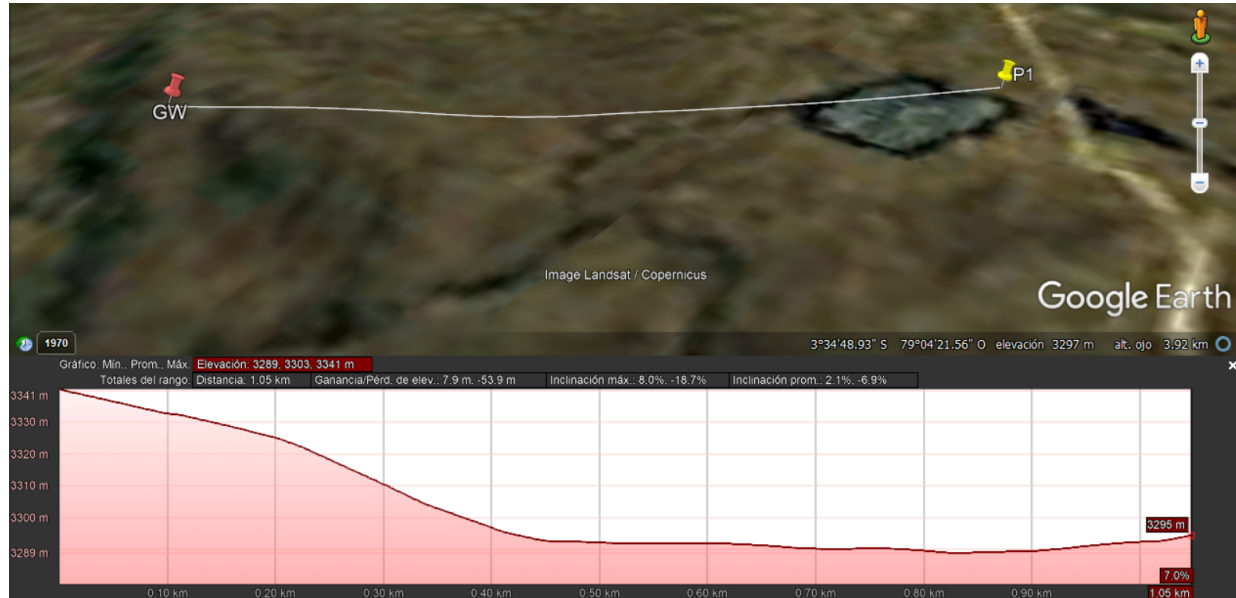 GW
P1
Image Landsat / Copernicus
Google Earth
1970
3°34'48.93" S 79°04'21.56" O elevación 3297 m alt. ojo 3.92 km
Gráfico: Mín., Prom., Máx. Elevación: 3289, 3303, 3341 m
Totales del rango: Distancia: 1.05 km Ganancia/Pérd. de elev.: 7.9 m, -53.9 m Inclinación máx.: 8.0%, -18.7% Inclinación prom.: 2.1%, -6.9%
3341 m
3330 m
3320 m
3310 m
3300 m
3289 m
3295 m
7.0%
0.10 km 0.20 km 0.30 km 0.40 km 0.50 km 0.60 km 0.70 km 0.80 km 0.90 km 1.05 km